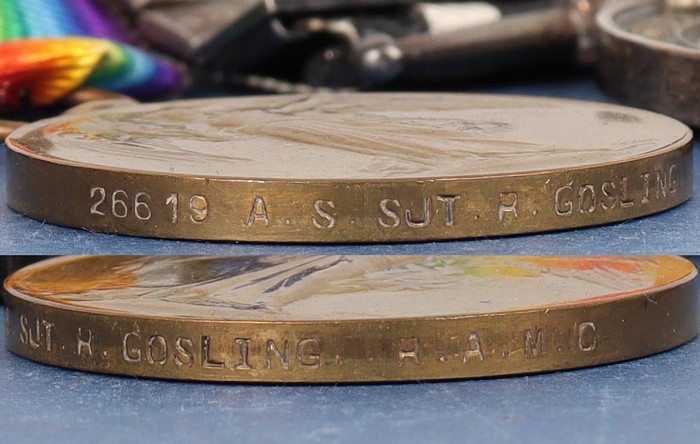 26619 A. S. SJT. R. GOSLING
SJT. R. GOSLING R. A. M. C